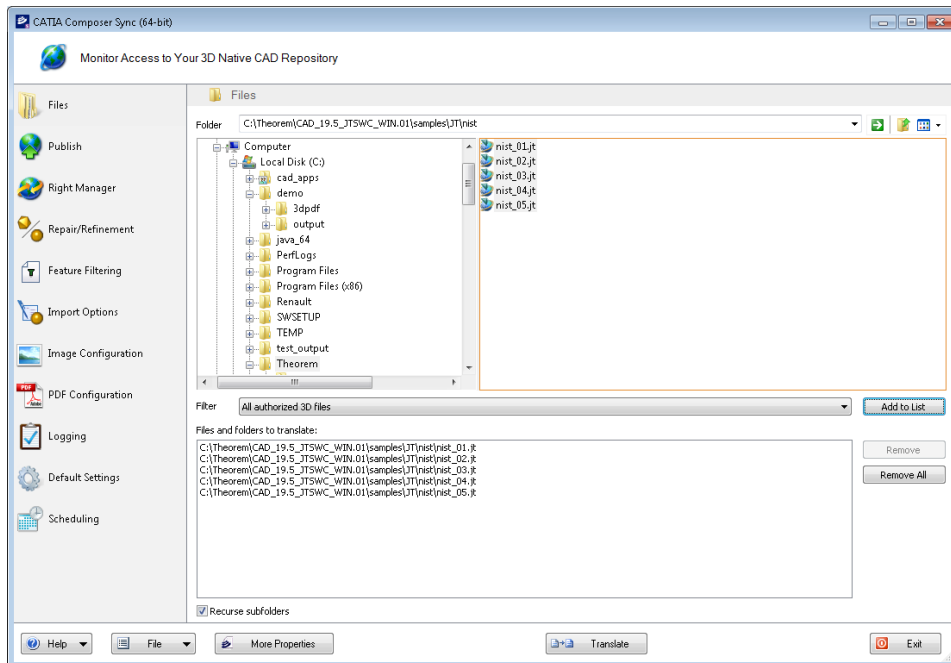 CATIA Composer Sync (64-bit)
Monitor Access to Your 3D Native CAD Repository
Files
Publish
Right Manager
Repair/Refinement
Feature Filtering
Import Options
Image Configuration
PDF Configuration
Logging
Default Settings
Scheduling
Files
Folder C:\Theorem\CAD_19.5_JTSWC_WIN.01\samples\JT\nist
Computer
Local Disk (C:)
cad_apps
demo
3dpdf
output
java_64
PerfLogs
Program Files
Program Files (x86)
Renault
SWSETUP
TEMP
test_output
Theorem
nist_01.jt
nist_02.jt
nist_03.jt
nist_04.jt
nist_05.jt
Filter All authorized 3D files Add to List
Files and folders to translate:
C:\Theorem\CAD_19.5_JTSWC_WIN.01\samples\JT\nist\nist_01.jt
C:\Theorem\CAD_19.5_JTSWC_WIN.01\samples\JT\nist\nist_02.jt
C:\Theorem\CAD_19.5_JTSWC_WIN.01\samples\JT\nist\nist_03.jt
C:\Theorem\CAD_19.5_JTSWC_WIN.01\samples\JT\nist\nist_04.jt
C:\Theorem\CAD_19.5_JTSWC_WIN.01\samples\JT\nist\nist_05.jt
Remove
Remove All
Recurse subfolders
Help File More Properties Translate Exit